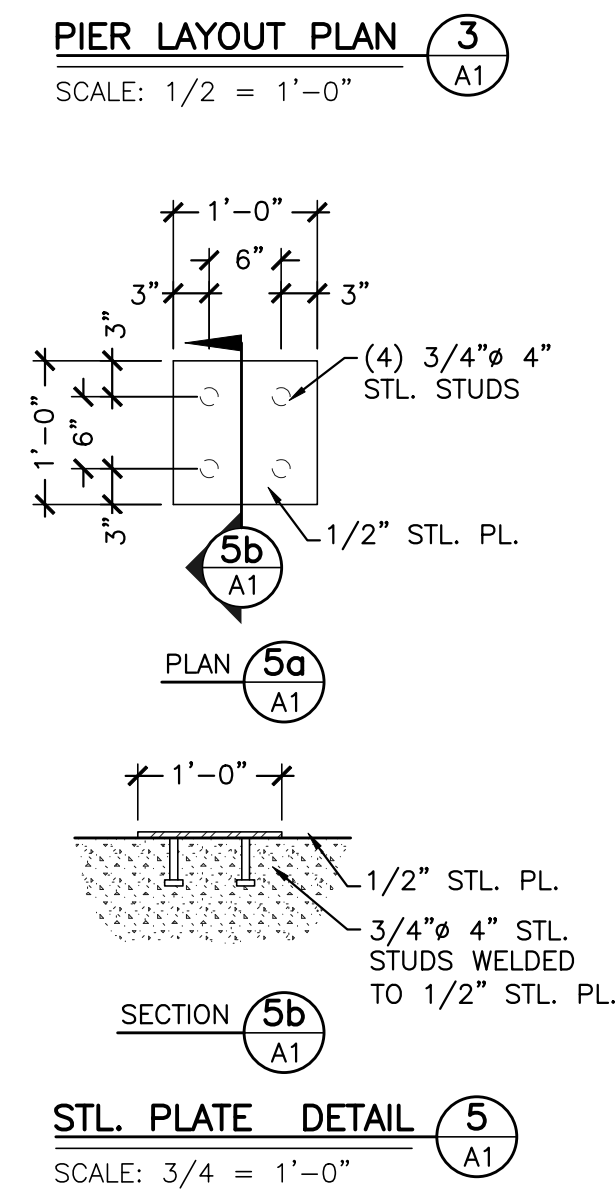 PIER LAYOUT PLAN 3
A1
SCALE: 1/2 = 1'-0"
1'-0"
6"
3" 3"
3"
1'-0"
6"
3"
(4) 3/4"ø 4"
STL. STUDS
1/2" STL. PL.
5b
A1
PLAN 5a
A1
1'-0"
1/2" STL. PL.
3/4"ø 4" STL.
STUDS WELDED
TO 1/2" STL. PL.
SECTION 5b
A1
STL. PLATE DETAIL 5
A1
SCALE: 3/4 = 1'-0"